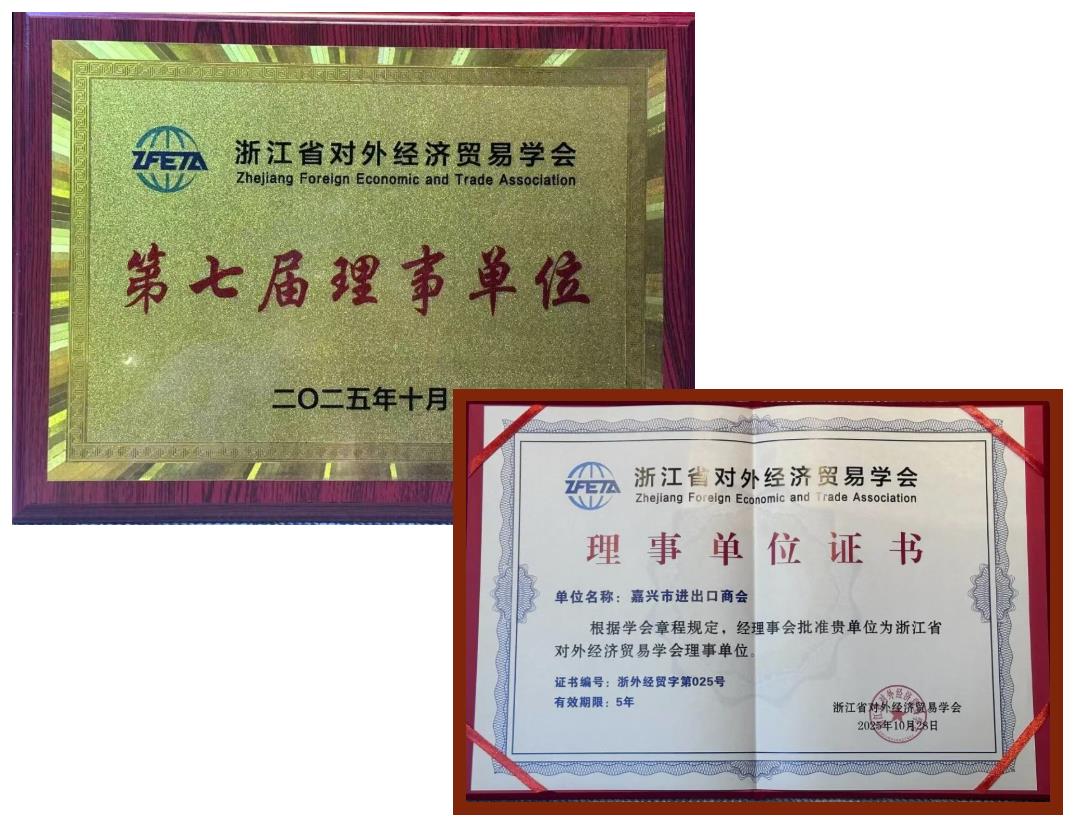 ZFETA
浙江省对外经济贸易学会
Zhejiang Foreign Economic and Trade Association
第七届理事单位
二〇二五年十月
ZFETA
浙江省对外经济贸易学会
Zhejiang Foreign Economic and Trade Association
理事单位证书
单位名称：嘉兴市进出口商会
根据学会章程规定，经理事会批准贵单位为浙江省
对外经济贸易学会理事单位。
证书编号：浙外经贸字第025号
有效期限：5年
浙江省对外经济贸易学会
2025年10月28日